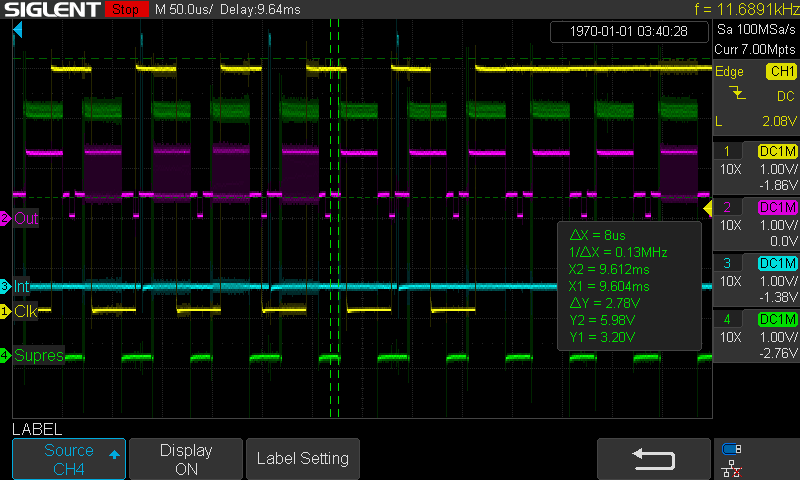 SIGLENT Stop M 50.0us/ Delay:9.64ms f = 11.6891kHz
1970-01-01 03:40:28
Sa 100MSa/s
Curr 7.00Mpts
Edge CH1
DC
L 2.08V
1 DC1M
10X 1.00V/
-1.86V
2 DC1M
10X 1.00V/
0.0V
3 DC1M
10X 1.00V/
-1.38V
4 DC1M
10X 1.00V/
-2.76V
2 Out
3 Int
1 Clk
4 Supres
△X = 8us
1/△X = 0.13MHz
X2 = 9.612ms
X1 = 9.604ms
△Y = 2.78V
Y2 = 5.98V
Y1 = 3.20V
LABEL
Source
CH4
Display
ON
Label Setting